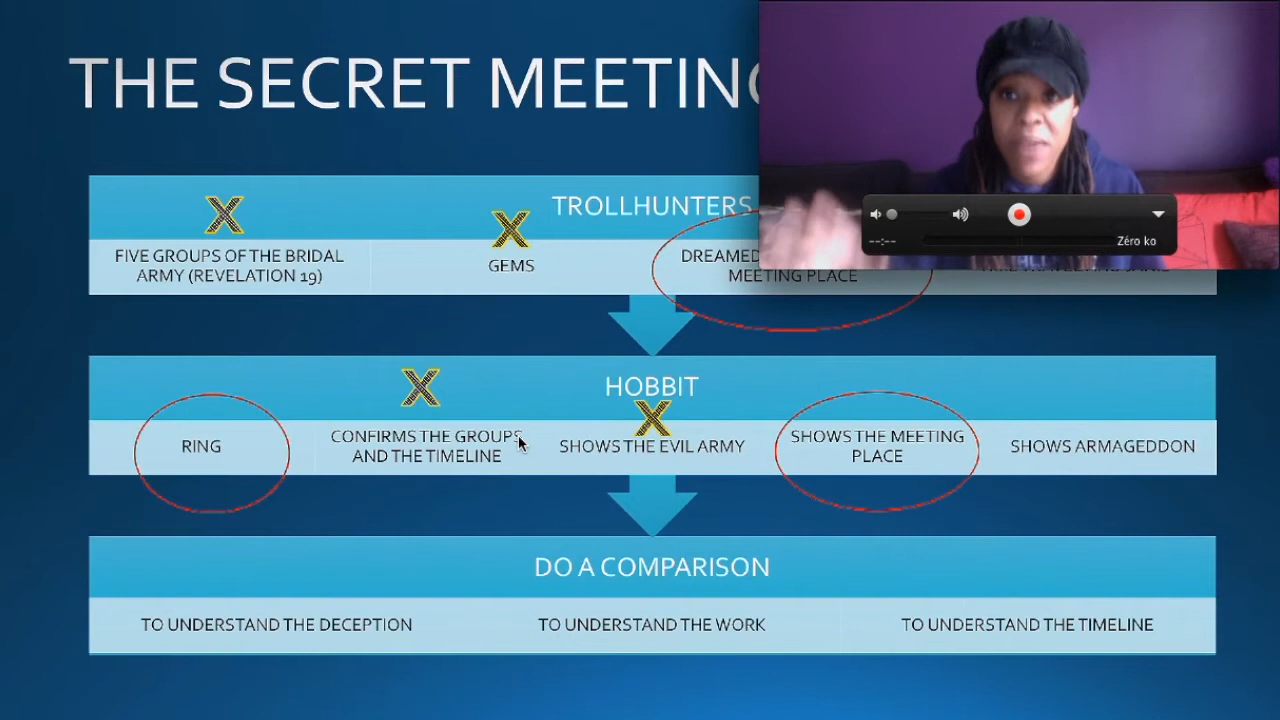 THE SECRET MEETING
TROLLHUNTERS
FIVE GROUPS OF THE BRIDAL
ARMY (REVELATION 19)
X
GEMS
X
DREAMED
MEETING PLACE
--:--
Zéro ko
HOBBIT
RING
X
CONFIRMS THE GROUPS
AND THE TIMELINE
X
SHOWS THE EVIL ARMY
SHOWS THE MEETING
PLACE
SHOWS ARMAGEDDON
DO A COMPARISON
TO UNDERSTAND THE DECEPTION
TO UNDERSTAND THE WORK
TO UNDERSTAND THE TIMELINE